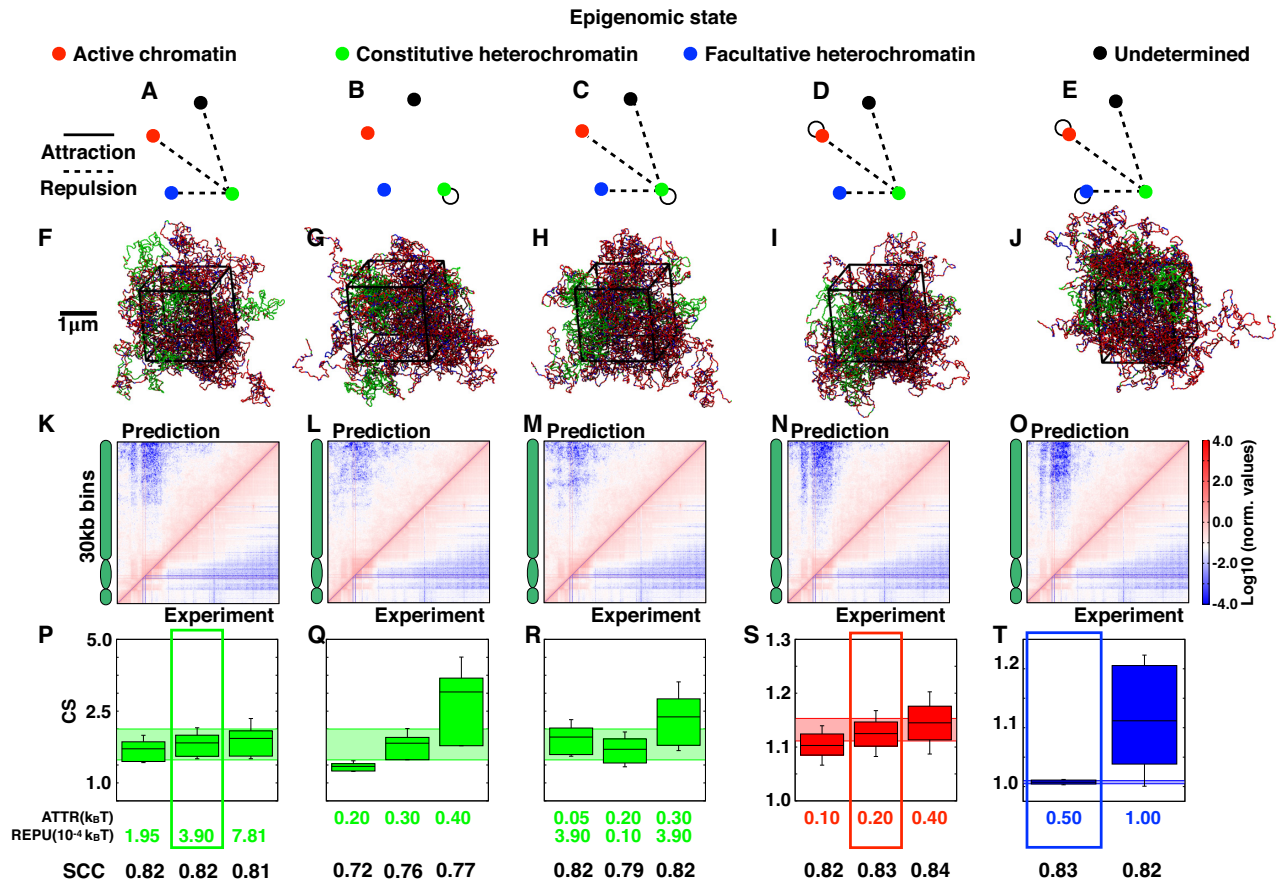 Epigenomic state
Active chromatin
Constitutive heterochromatin
Facultative heterochromatin
Undetermined
A
B
C
D
E
Attraction
Repulsion
F
G
H
I
J
1μm
K
Prediction
L
Prediction
M
Prediction
N
Prediction
O
Prediction
30kb bins
4.0
2.0
0.0
-2.0
-4.0
Log10 (norm. values)
Experiment
Experiment
Experiment
Experiment
Experiment
P
Q
R
S
T
5.0
2.5
1.0
CS
1.3
1.2
1.1
1.0
1.2
1.1
1.0
ATTR(kBT)
0.20 0.30 0.40
0.05 0.20 0.30
0.10 0.20 0.40
0.50 1.00
REPU(10-4 kBT)
1.95 3.90 7.81
3.90 0.10 3.90
SCC
0.82 0.82 0.81
0.72 0.76 0.77
0.82 0.79 0.82
0.82 0.83 0.84
0.83 0.82